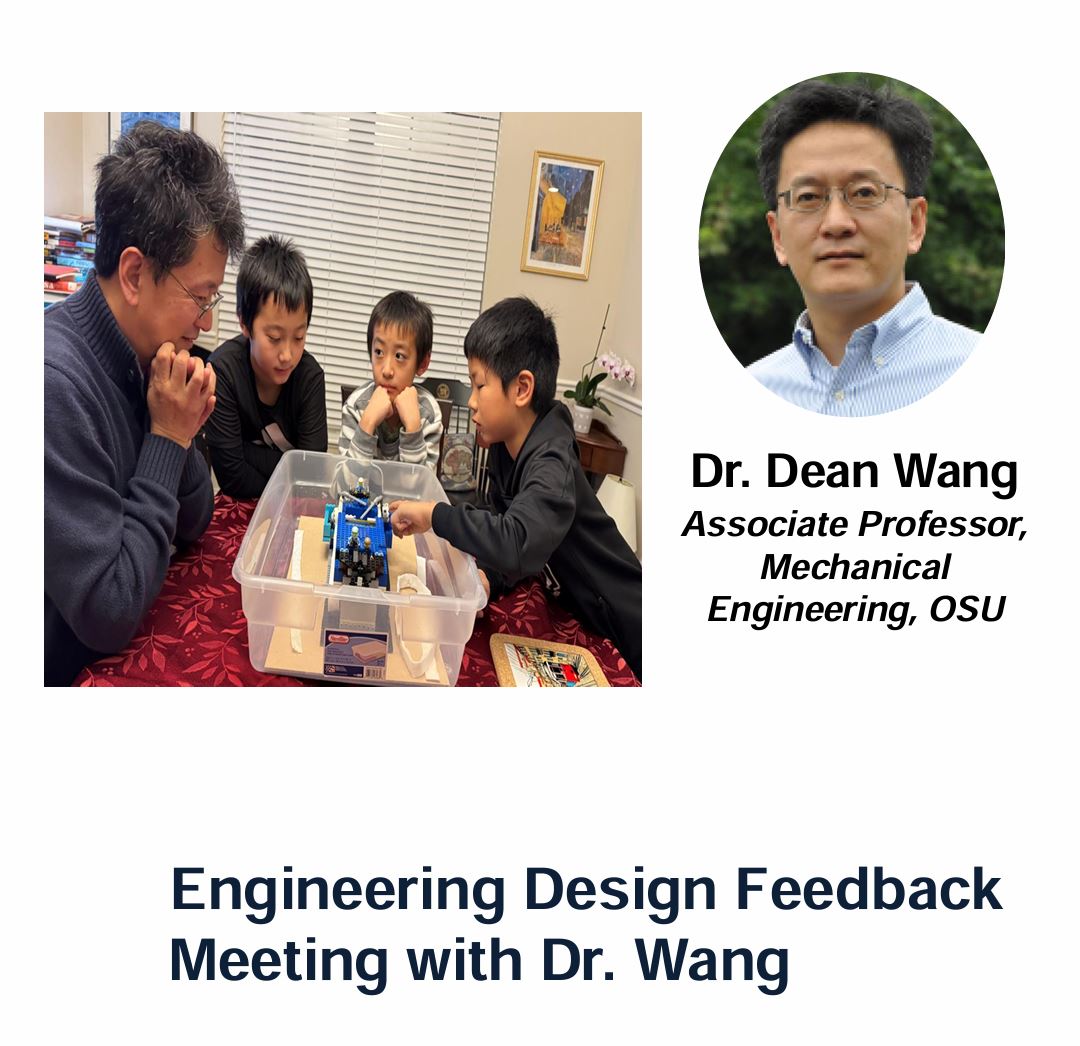 Dr. Dean Wang
Associate Professor,
Mechanical
Engineering, OSU
Engineering Design Feedback
Meeting with Dr. Wang